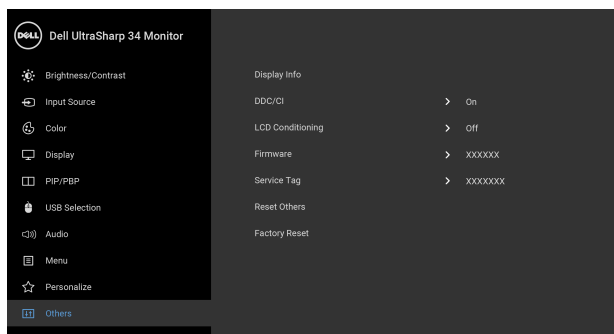 DELL
Dell UltraSharp 34 Monitor
Brightness/Contrast
Input Source
Color
Display
PIP/PBP
USB Selection
Audio
Menu
Personalize
Others
Display Info
DDC/CI > On
LCD Conditioning > Off
Firmware > XXXXXX
Service Tag > XXXXXXX
Reset Others
Factory Reset